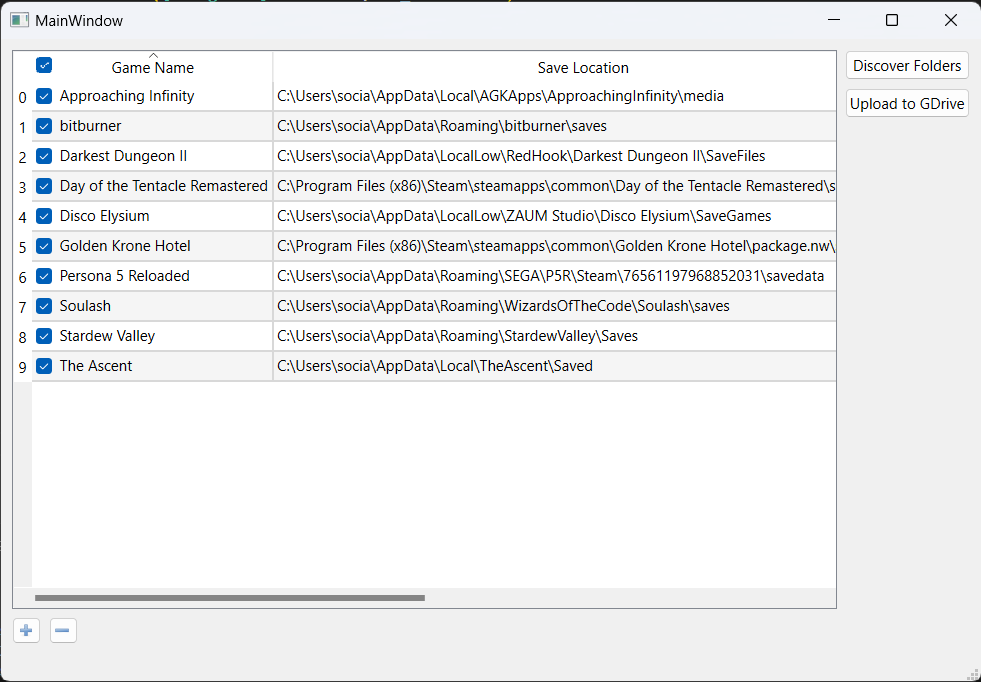 MainWindow
Game Name Save Location
Discover Folders
Upload to GDrive
0 Approaching Infinity C:\Users\socia\AppData\Local\AGKApps\ApproachingInfinity\media
1 bitburner C:\Users\socia\AppData\Roaming\bitburner\saves
2 Darkest Dungeon II C:\Users\socia\AppData\LocalLow\RedHook\Darkest Dungeon II\SaveFiles
3 Day of the Tentacle Remastered C:\Program Files (x86)\Steam\steamapps\common\Day of the Tentacle Remastered\s
4 Disco Elysium C:\Users\socia\AppData\LocalLow\ZAUM Studio\Disco Elysium\SaveGames
5 Golden Krone Hotel C:\Program Files (x86)\Steam\steamapps\common\Golden Krone Hotel\package.nw\
6 Persona 5 Reloaded C:\Users\socia\AppData\Roaming\SEGA\P5R\Steam\76561197968852031\savedata
7 Soulash C:\Users\socia\AppData\Roaming\WizardsOfTheCode\Soulash\saves
8 Stardew Valley C:\Users\socia\AppData\Roaming\StardewValley\Saves
9 The Ascent C:\Users\socia\AppData\Local\TheAscent\Saved